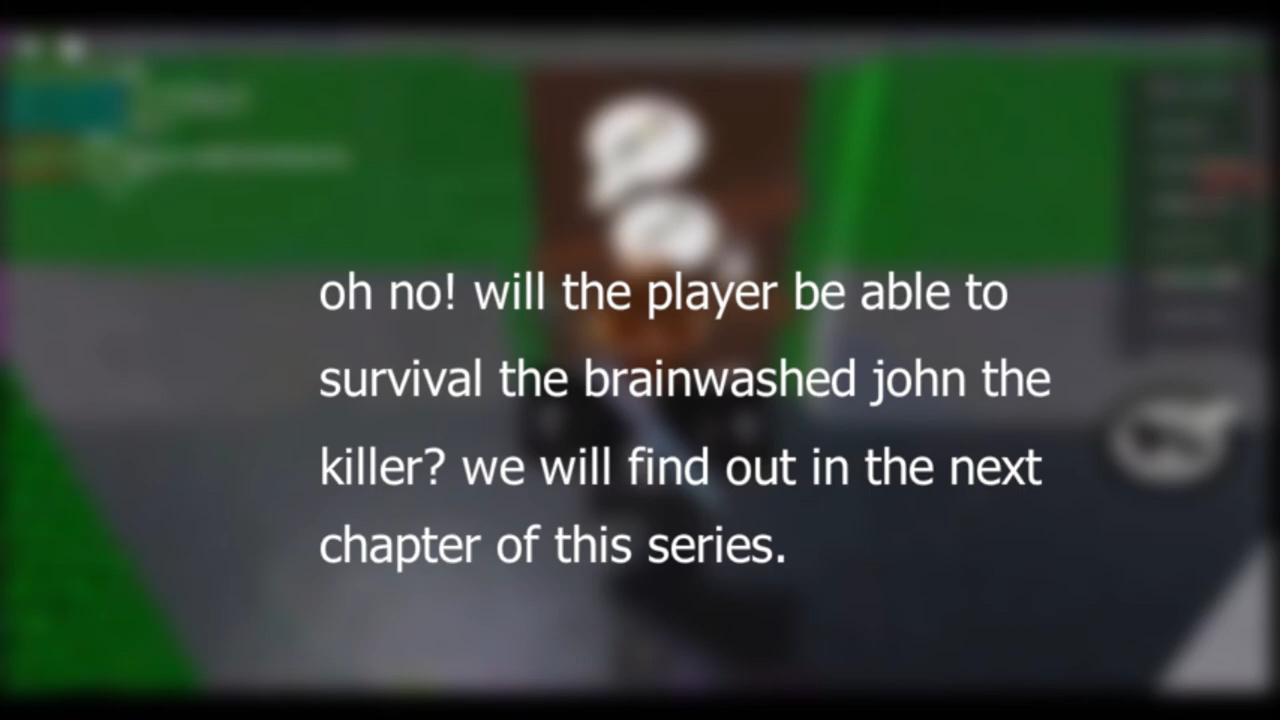 oh no! will the player be able to
survival the brainwashed john the
killer? we will find out in the next
chapter of this series.